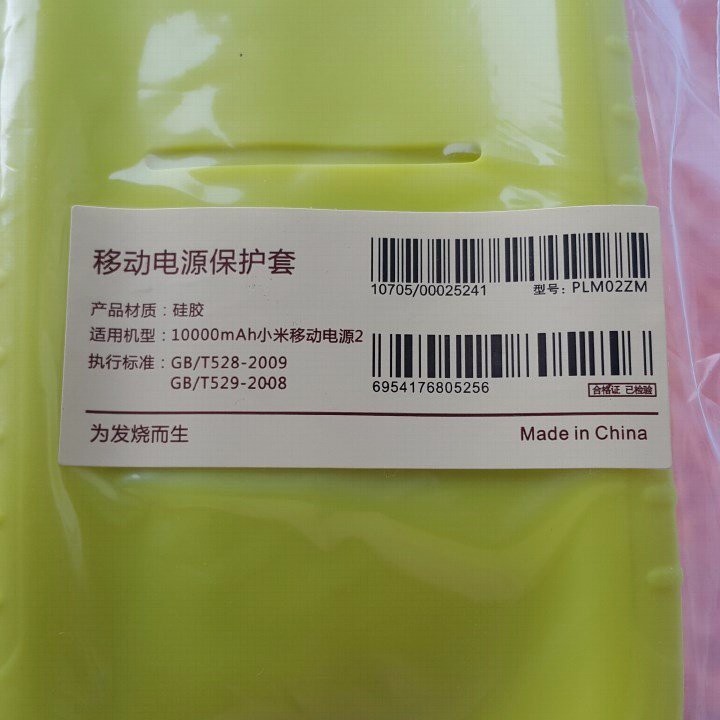 移动电源保护套
10705/00025241
型号: PLM02ZM
产品材质：硅胶
适用机型：10000mAh小米移动电源2
执行标准：GB/T528-2009
GB/T529-2008
6954176805256
合格证 已检验
为发烧而生
Made in China